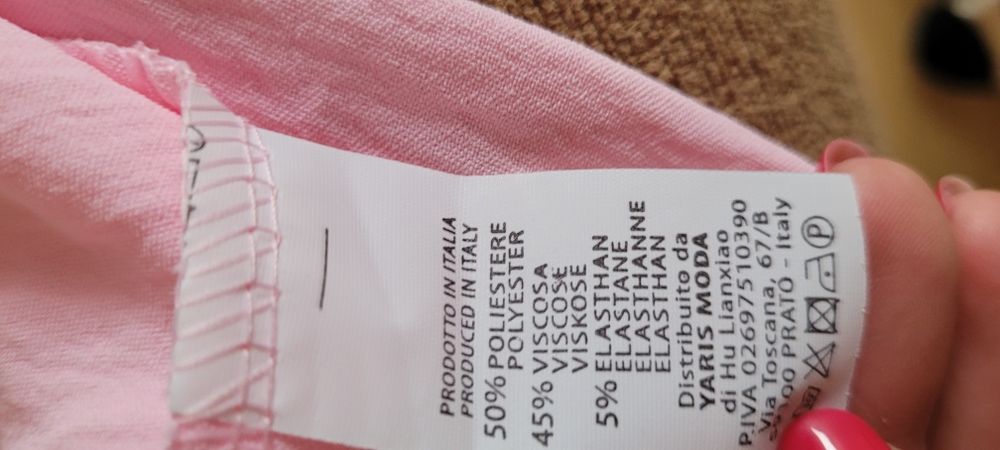 PRODOTTO IN ITALIA
PRODUCED IN ITALY
50% POLIESTERE
POLYESTER
45% VISCOSA
VISCOSE
VISKOSE
5% ELASTHAN
ELASTANE
ELASTHANNE
ELASTHAN
Distribuito da
YARIS MODA
di Hu Lianxiao
P.IVA 02697510390
Via Toscana, 67/B
PRATO - Italy
P